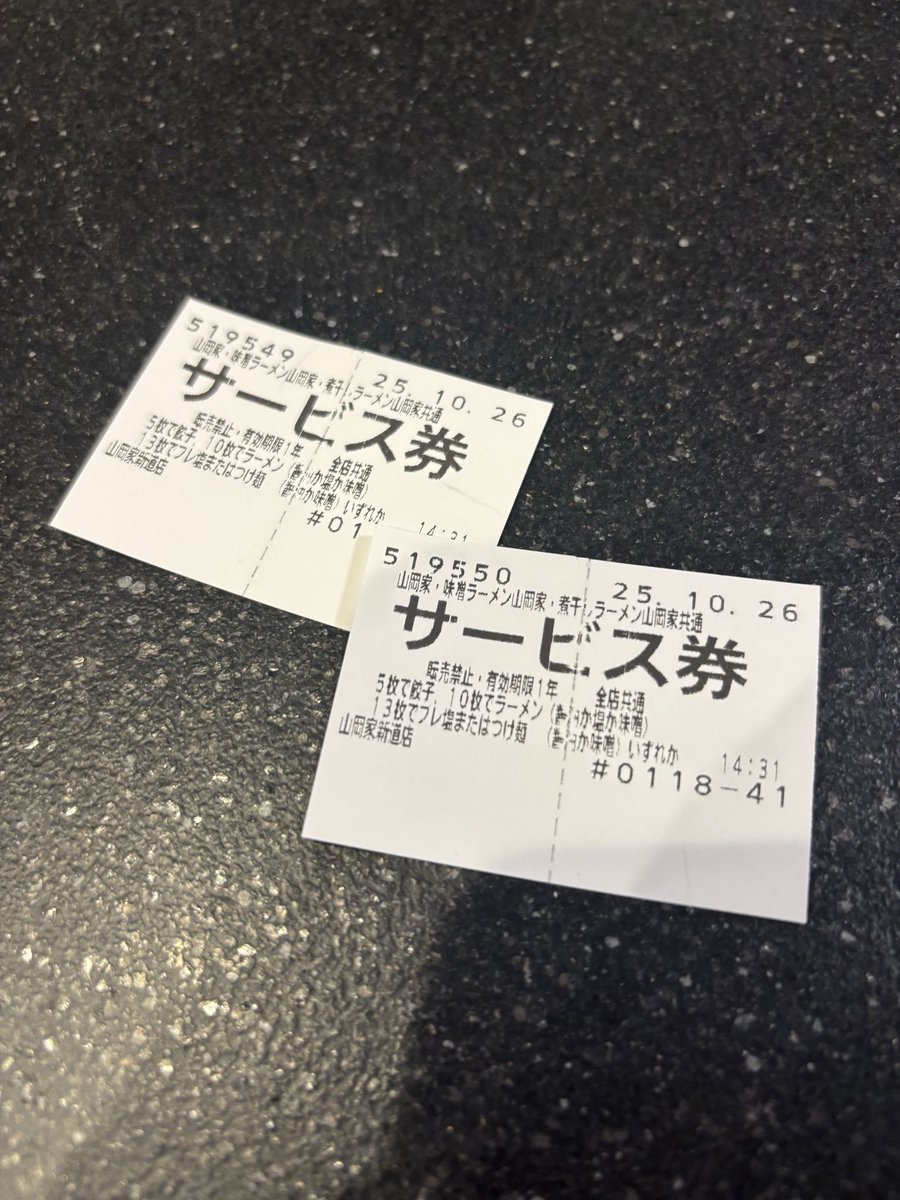 519549 25.10.26
山岡家・味噌ラーメン山岡家・煮干しラーメン山岡家共通
サービス券
転売禁止・有効期限1年 全店共通
5枚で餃子 10枚でラーメン（醤油か塩か味噌）
13枚でプレ塩またはつけ麺 （醤油か味噌）いずれか
山岡家新道店 14:31
#01
519550 25.10.26
山岡家・味噌ラーメン山岡家・煮干しラーメン山岡家共通
サービス券
転売禁止・有効期限1年 全店共通
5枚で餃子 10枚でラーメン（醤油か塩か味噌）
13枚でプレ塩またはつけ麺 （醤油か味噌）いずれか
山岡家新道店 14:31
#0118-41